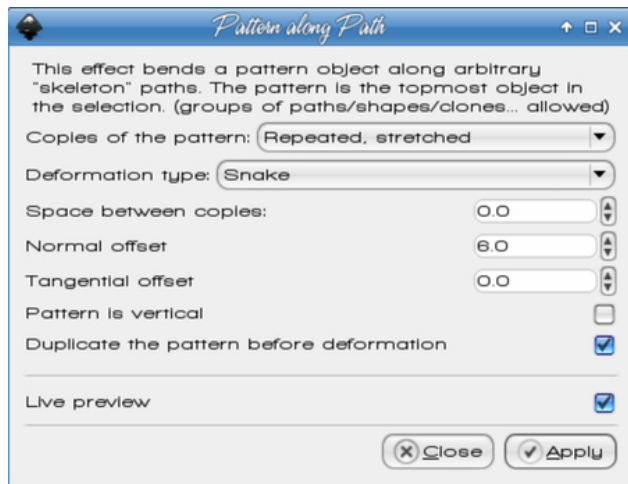 Pattern along Path
This effect bends a pattern object along arbitrary
"skeleton" paths. The pattern is the topmost object in
the selection. (groups of paths/shapes/clones... allowed)
Copies of the pattern: Repeated, stretched
Deformation type: Snake
Space between copies: 0.0
Normal offset 6.0
Tangential offset 0.0
Pattern is vertical
Duplicate the pattern before deformation
Live preview
Close Apply